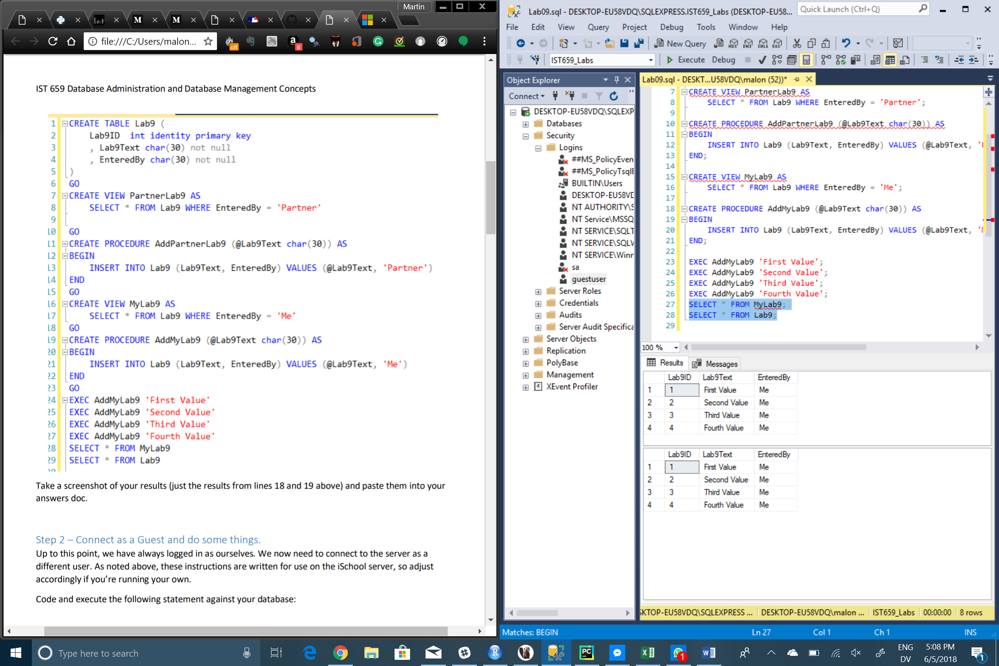 Martin
file:///C:/Users/malon...
off
8
IST 659 Database Administration and Database Management Concepts
1 CREATE TABLE Lab9 (
2 Lab9ID int identity primary key
3 , Lab9Text char(30) not null
4 , EnteredBy char(30) not null
5 )
6 GO
7 CREATE VIEW PartnerLab9 AS
8 SELECT * FROM Lab9 WHERE EnteredBy = 'Partner'
9
10 GO
11 CREATE PROCEDURE AddPartnerLab9 (@Lab9Text char(30)) AS
12 BEGIN
13 INSERT INTO Lab9 (Lab9Text, EnteredBy) VALUES (@Lab9Text, 'Partner')
14 END
15 GO
16 CREATE VIEW MyLab9 AS
17 SELECT * FROM Lab9 WHERE EnteredBy = 'Me'
18 GO
19 CREATE PROCEDURE AddMyLab9 (@Lab9Text char(30)) AS
20 BEGIN
21 INSERT INTO Lab9 (Lab9Text, EnteredBy) VALUES (@Lab9Text, 'Me')
22 END
23 GO
24 EXEC AddMyLab9 'First Value'
25 EXEC AddMyLab9 'Second Value'
26 EXEC AddMyLab9 'Third Value'
27 EXEC AddMyLab9 'Fourth Value'
28 SELECT * FROM MyLab9
29 SELECT * FROM Lab9
Take a screenshot of your results (just the results from lines 18 and 19 above) and paste them into your
answers doc.
Step 2 – Connect as a Guest and do some things.
Up to this point, we have always logged in as ourselves. We now need to connect to the server as a
different user. As noted above, these instructions are written for use on the iSchool server, so adjust
accordingly if you're running your own.
Code and execute the following statement against your database:
Lab09.sql - DESKTOP-EU58VDQ\SQLEXPRESS.IST659_Labs (DESKTOP-EU58...
Quick Launch (Ctrl+Q)
File Edit View Query Project Debug Tools Window Help
New Query MDX DMX XMLA DAX
IST659_Labs Execute Debug
Object Explorer
Connect
DESKTOP-EU58VDQ\SQLEXP
Databases
Security
Logins
##MS_PolicyEven
##MS_PolicyTsqlE
BUILTIN\Users
DESKTOP-EU58VD
NT AUTHORITY\S
NT Service\MSSQ
NT SERVICE\SQLT
NT SERVICE\SQLW
NT SERVICE\Winm
sa
guestuser
Server Roles
Credentials
Audits
Server Audit Specifica
Server Objects
Replication
PolyBase
Management
XEvent Profiler
Lab09.sql - DESKT...U58VDQ\malon (52))*
7 CREATE VIEW PartnerLab9 AS
8 SELECT * FROM Lab9 WHERE EnteredBy = 'Partner';
9
10 CREATE PROCEDURE AddPartnerLab9 (@Lab9Text char(30)) AS
11 BEGIN
12 INSERT INTO Lab9 (Lab9Text, EnteredBy) VALUES (@Lab9Text, '
13 END;
14
15 CREATE VIEW MyLab9 AS
16 SELECT * FROM Lab9 WHERE EnteredBy = 'Me';
17
18 CREATE PROCEDURE AddMyLab9 (@Lab9Text char(30)) AS
19 BEGIN
20 INSERT INTO Lab9 (Lab9Text, EnteredBy) VALUES (@Lab9Text, '
21 END;
22
23 EXEC AddMyLab9 'First Value';
24 EXEC AddMyLab9 'Second Value';
25 EXEC AddMyLab9 'Third Value';
26 EXEC AddMyLab9 'Fourth Value';
27 SELECT * FROM MyLab9;
28 SELECT * FROM Lab9;
29
100 %
Results Messages
Lab9ID Lab9Text EnteredBy
1 1 First Value Me
2 2 Second Value Me
3 3 Third Value Me
4 4 Fourth Value Me
Lab9ID Lab9Text EnteredBy
1 1 First Value Me
2 2 Second Value Me
3 3 Third Value Me
4 4 Fourth Value Me
SKTOP-EU58VDQ\SQLEXPRESS ... DESKTOP-EU58VDQ\malon ... IST659_Labs 00:00:00 8 rows
Matches: BEGIN Ln 27 Col 1 Ch 1 INS
Type here to search
ENG
DV
5:08 PM
6/5/2018
1